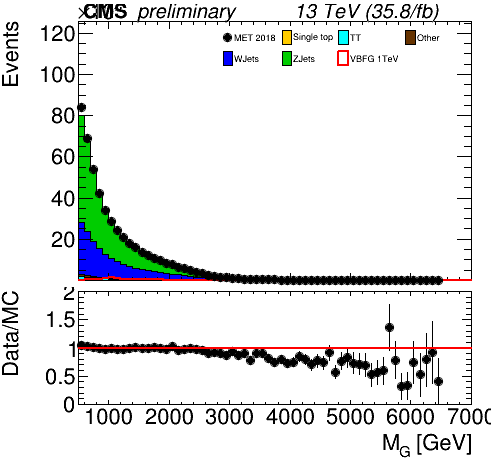 CMS preliminary 13 TeV (35.8/fb)
Events
120
100
80
60
40
20
MET 2018 Single top TT Other
WJets ZJets VBFG 1TeV
Data/MC
2
1.5
1
0.5
0
1000 2000 3000 4000 5000 6000 7000
M_G [GeV]